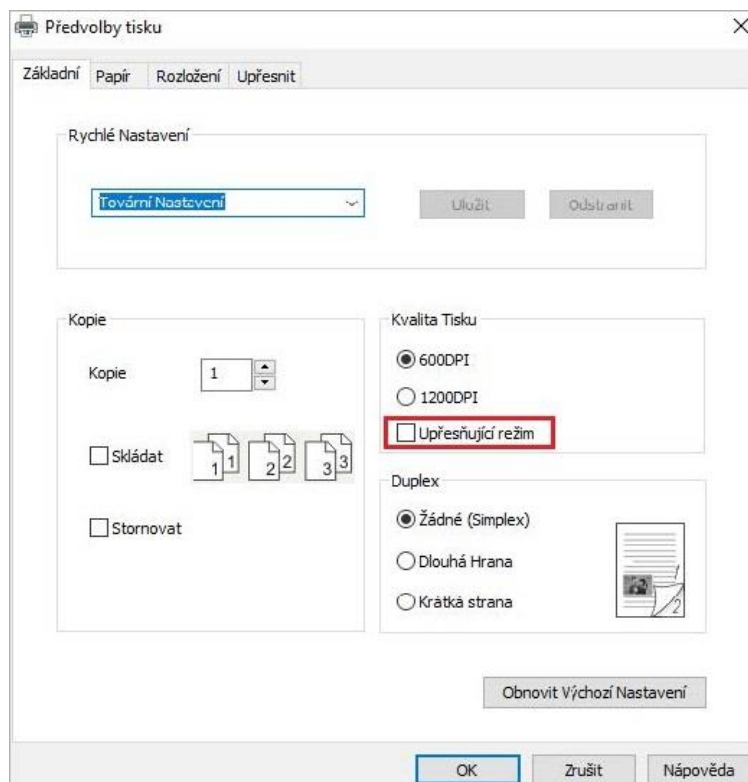 Předvolby tisku
Základní Papír Rozložení Upřesnit
Rychlé Nastavení
Tovární Nastavení
Uložit Odstranit
Kopie
Kopie 1
Skládat 1 1 2 2 3 3
Stornovat
Kvalita Tisku
600DPI
1200DPI
Upřesňující režim
Duplex
Žádné (Simplex)
Dlouhá Hrana
Krátká strana
1
2
Obnovit Výchozí Nastavení
OK Zrušit Nápověda